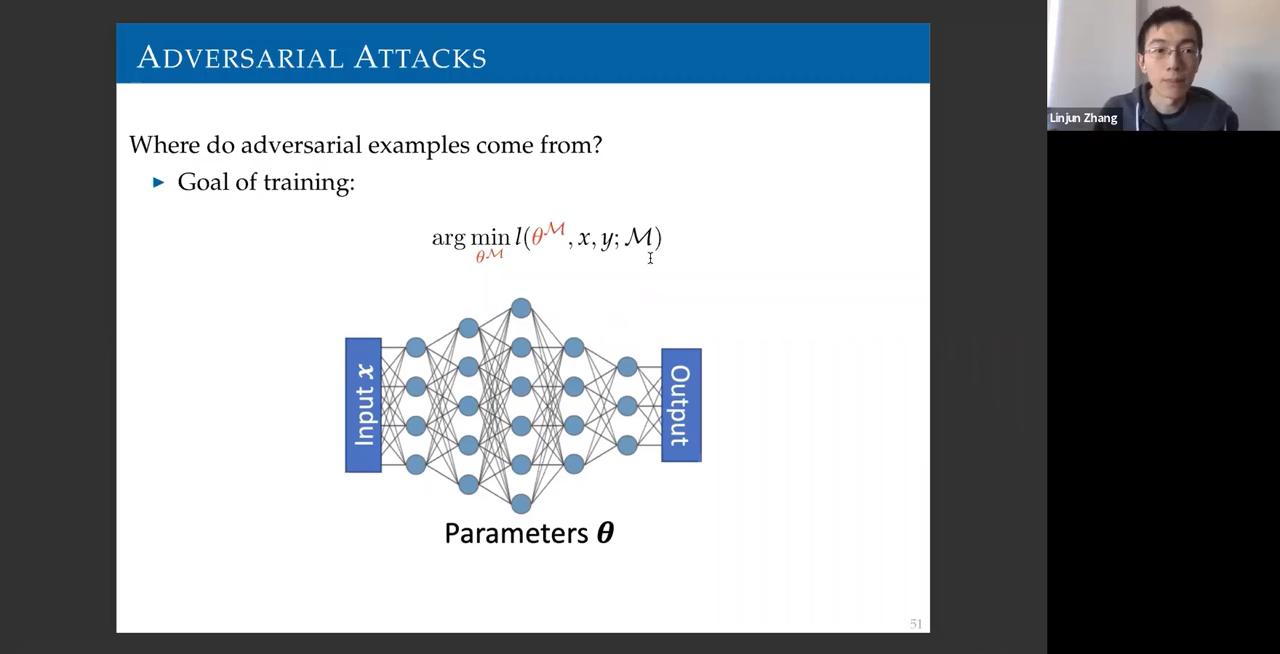 ADVERSARIAL ATTACKS
Linjun Zhang
Where do adversarial examples come from?
▶ Goal of training:
arg min l(θ^ℳ, x, y; ℳ)
θ^ℳ
Input x
Output
Parameters θ
51